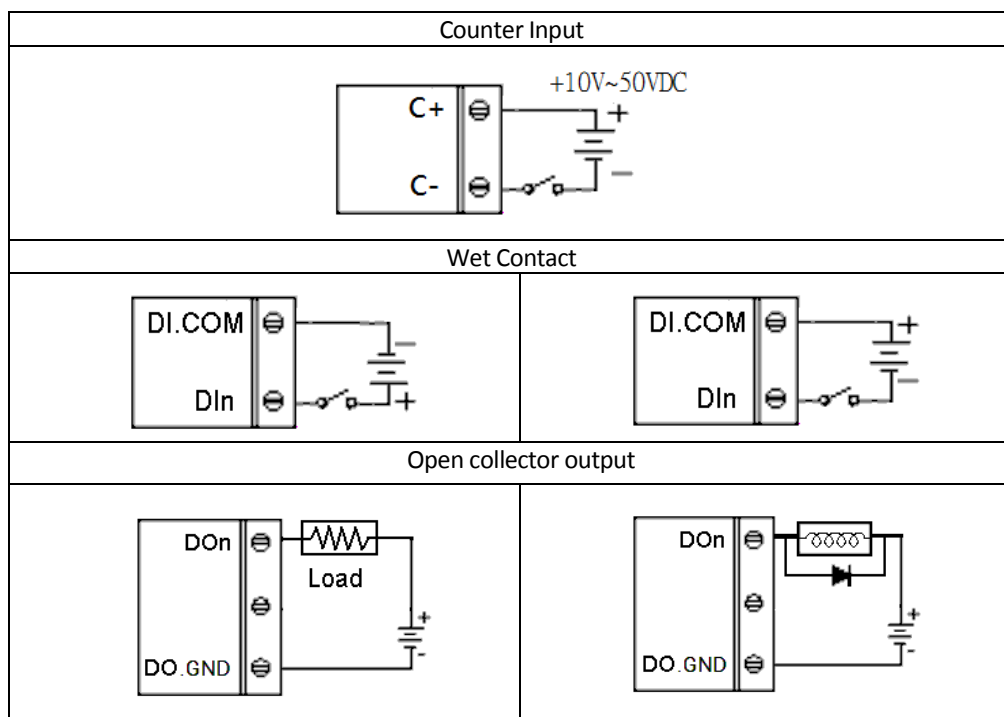 Counter Input
+10V~50VDC
C+
+
C-
−
Wet Contact
DI.COM
−
DIn
+
DI.COM
+
DIn
−
Open collector output
DOn
Load
+
-
DO.GND
DOn
+
-
DO.GND